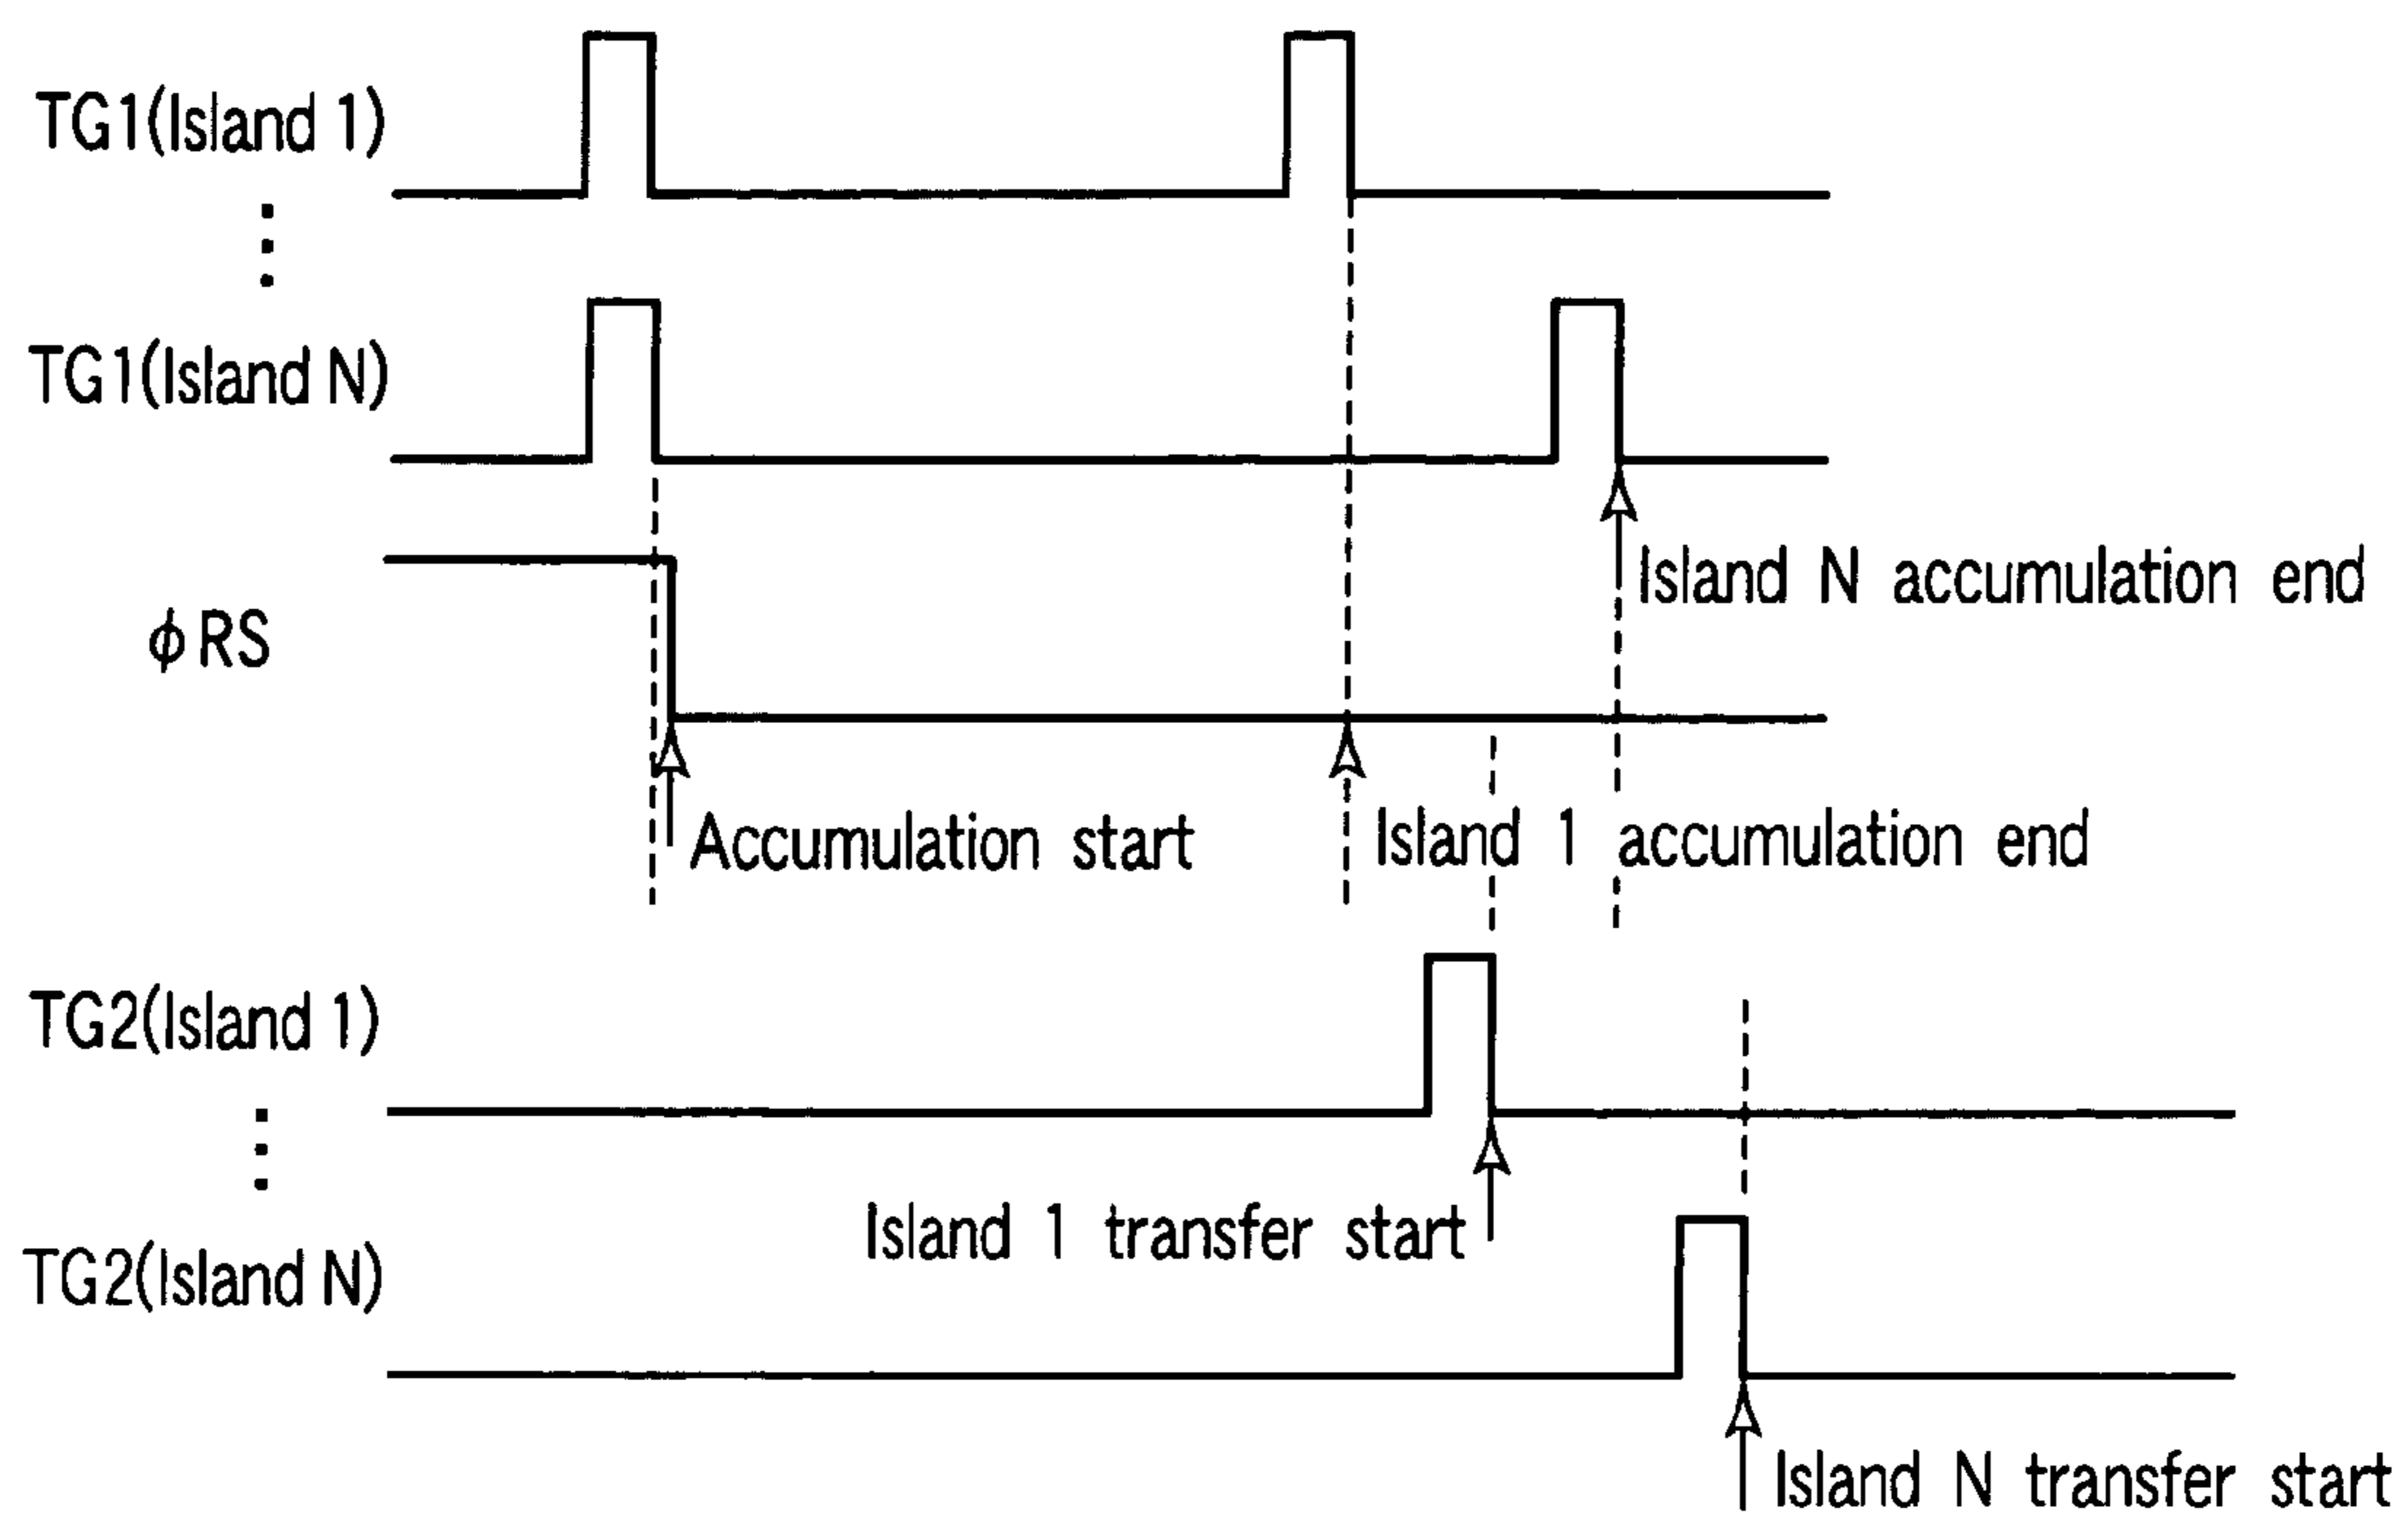 TG1(Island 1)
TG1(Island N)
Island N accumulation end
ϕRS
Accumulation start
Island 1 accumulation end
TG2(Island 1)
Island 1 transfer start
TG2(Island N)
Island N transfer start